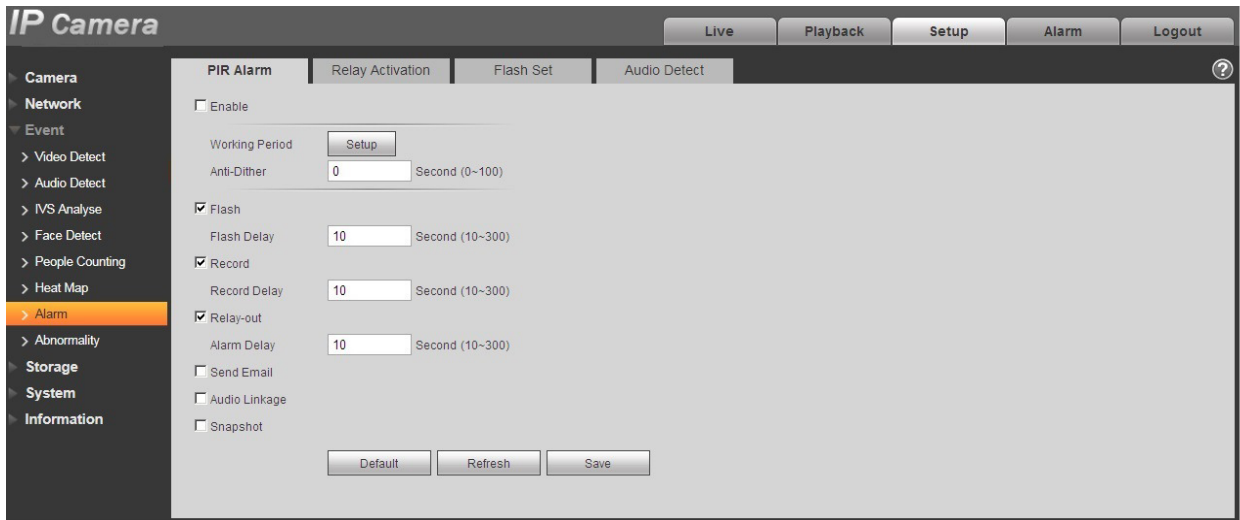 IP Camera
Live
Playback
Setup
Alarm
Logout
Camera
Network
Event
> Video Detect
> Audio Detect
> IVS Analyse
> Face Detect
> People Counting
> Heat Map
> Alarm
> Abnormality
Storage
System
Information
PIR Alarm
Relay Activation
Flash Set
Audio Detect
?
Enable
Working Period Setup
Anti-Dither 0 Second (0~100)
Flash
Flash Delay 10 Second (10~300)
Record
Record Delay 10 Second (10~300)
Relay-out
Alarm Delay 10 Second (10~300)
Send Email
Audio Linkage
Snapshot
Default Refresh Save